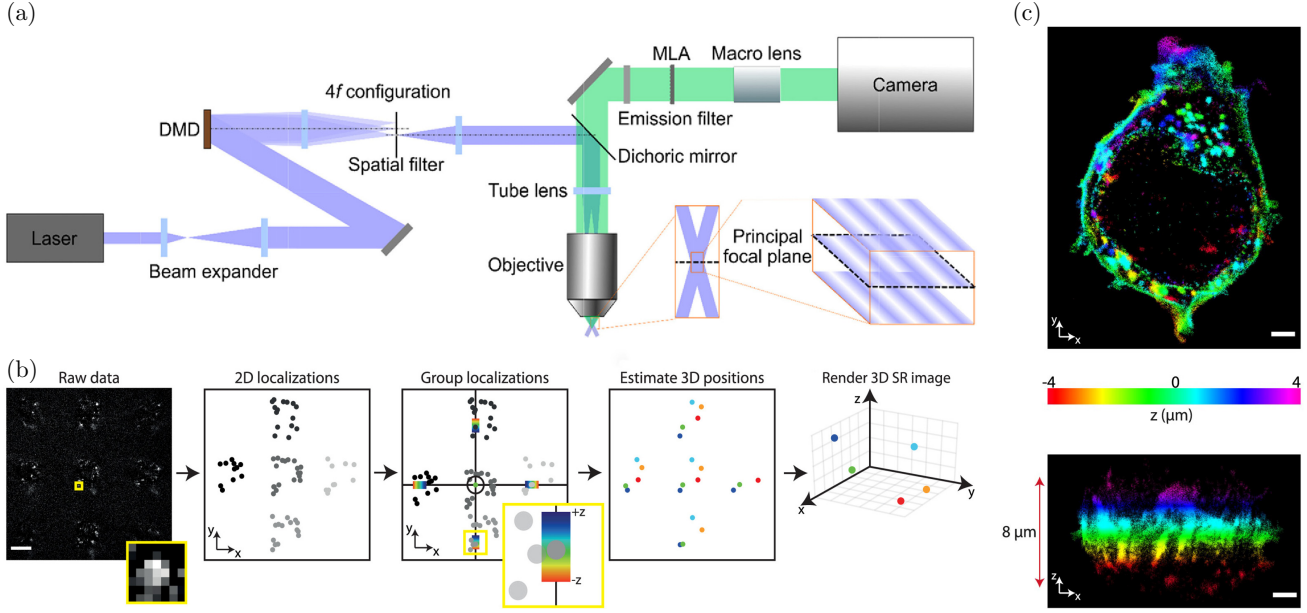 (a)
MLA
Macro lens
4f configuration
Camera
DMD
Emission filter
Spatial filter
Dichoric mirror
Tube lens
Laser
Beam expander
Objective
Principal
focal plane
(b)
Raw data
2D localizations
Group localizations
Estimate 3D positions
Render 3D SR image
y
x
y
x
+z
-z
z
x
y
(c)
y
x
-4
0
4
z (μm)
8 μm
z
x